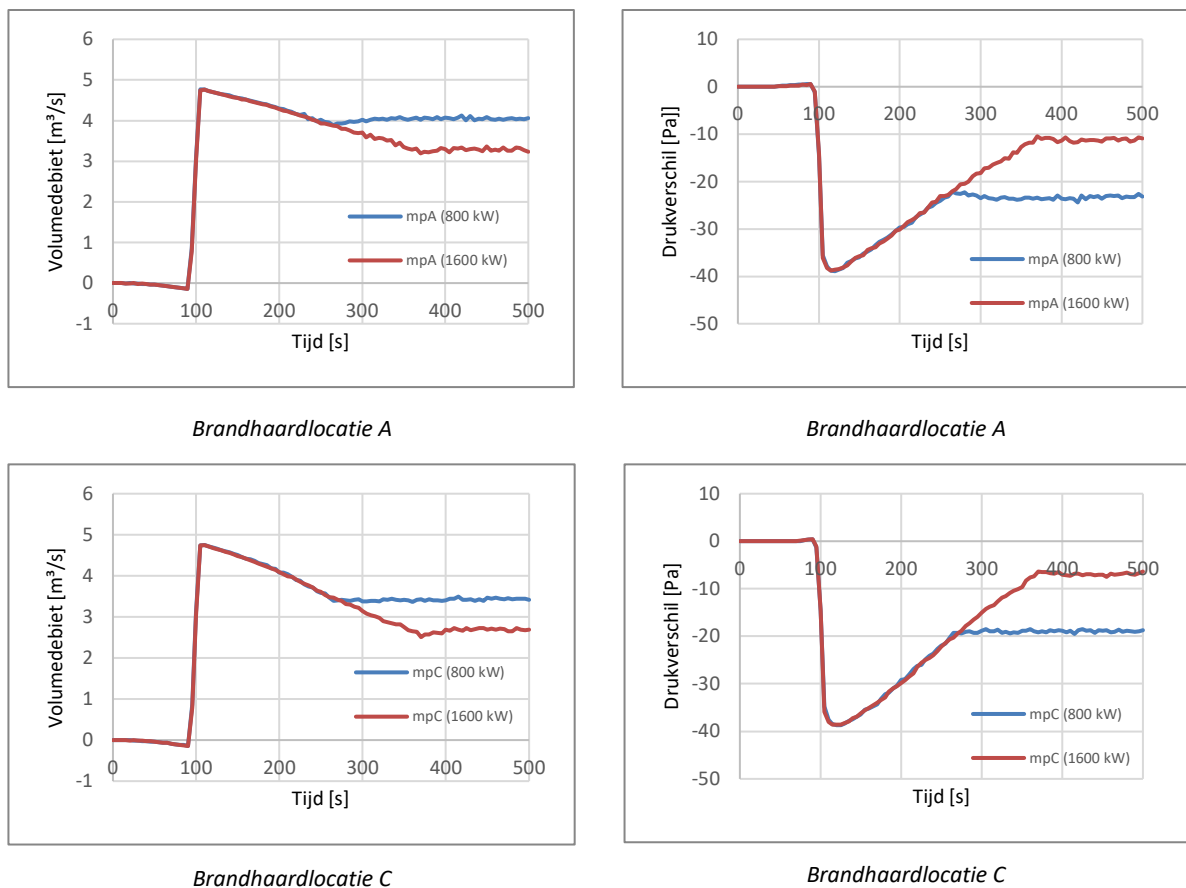 6
5
4
3
2
1
0
-1
0 100 200 300 400 500
Volumedebiet [m³/s]
Tijd [s]
mpA (800 kW)
mpA (1600 kW)
10
0
-10
-20
-30
-40
-50
0 100 200 300 400 500
Drukverschil [Pa]]
Tijd [s]
mpA (800 kW)
mpA (1600 kW)
Brandhaardlocatie A
Brandhaardlocatie A
6
5
4
3
2
1
0
-1
0 100 200 300 400 500
Volumedebiet [m³/s]
Tijd [s]
mpC (800 kW)
mpC (1600 kW)
10
0
-10
-20
-30
-40
-50
0 100 200 300 400 500
Drukverschil [Pa]
Tijd [s]
mpC (800 kW)
mpC (1600 kW)
Brandhaardlocatie C
Brandhaardlocatie C